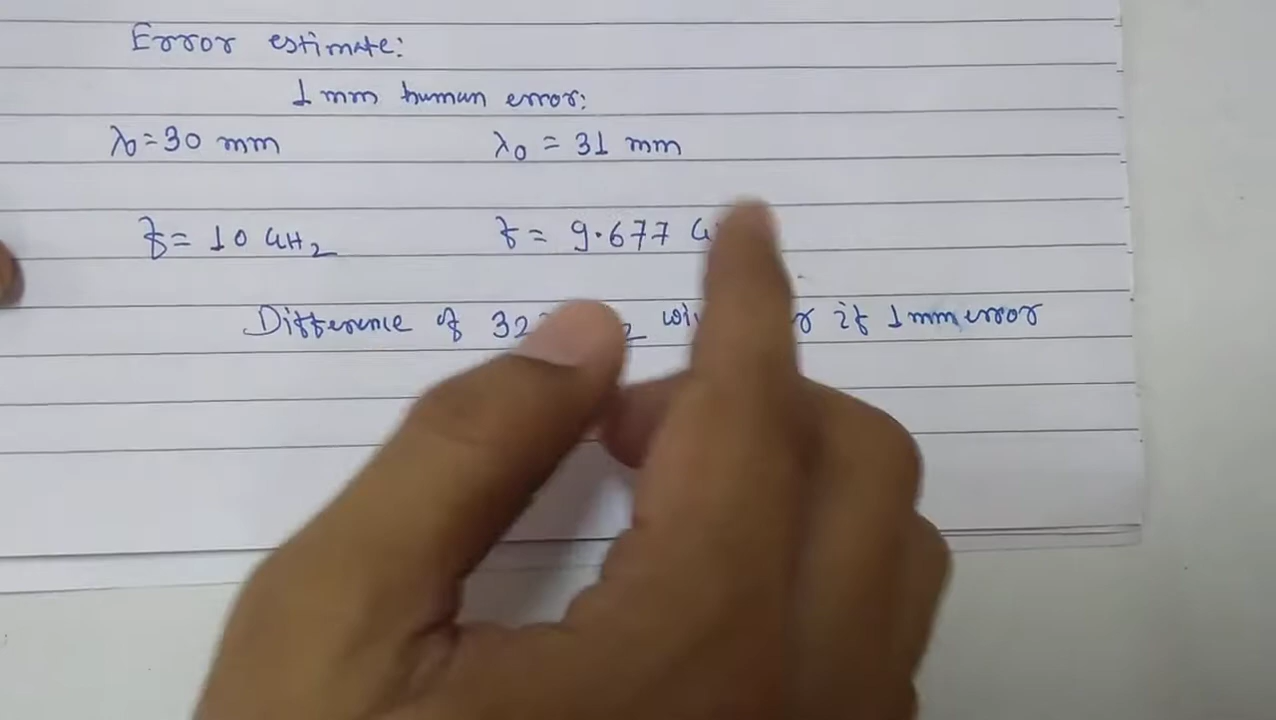 Error estimate:
1 mm human error:
λ0 = 30 mm λ0 = 31 mm
f = 10 GHz f = 9.677 G
Difference of 32 if 1 mm error